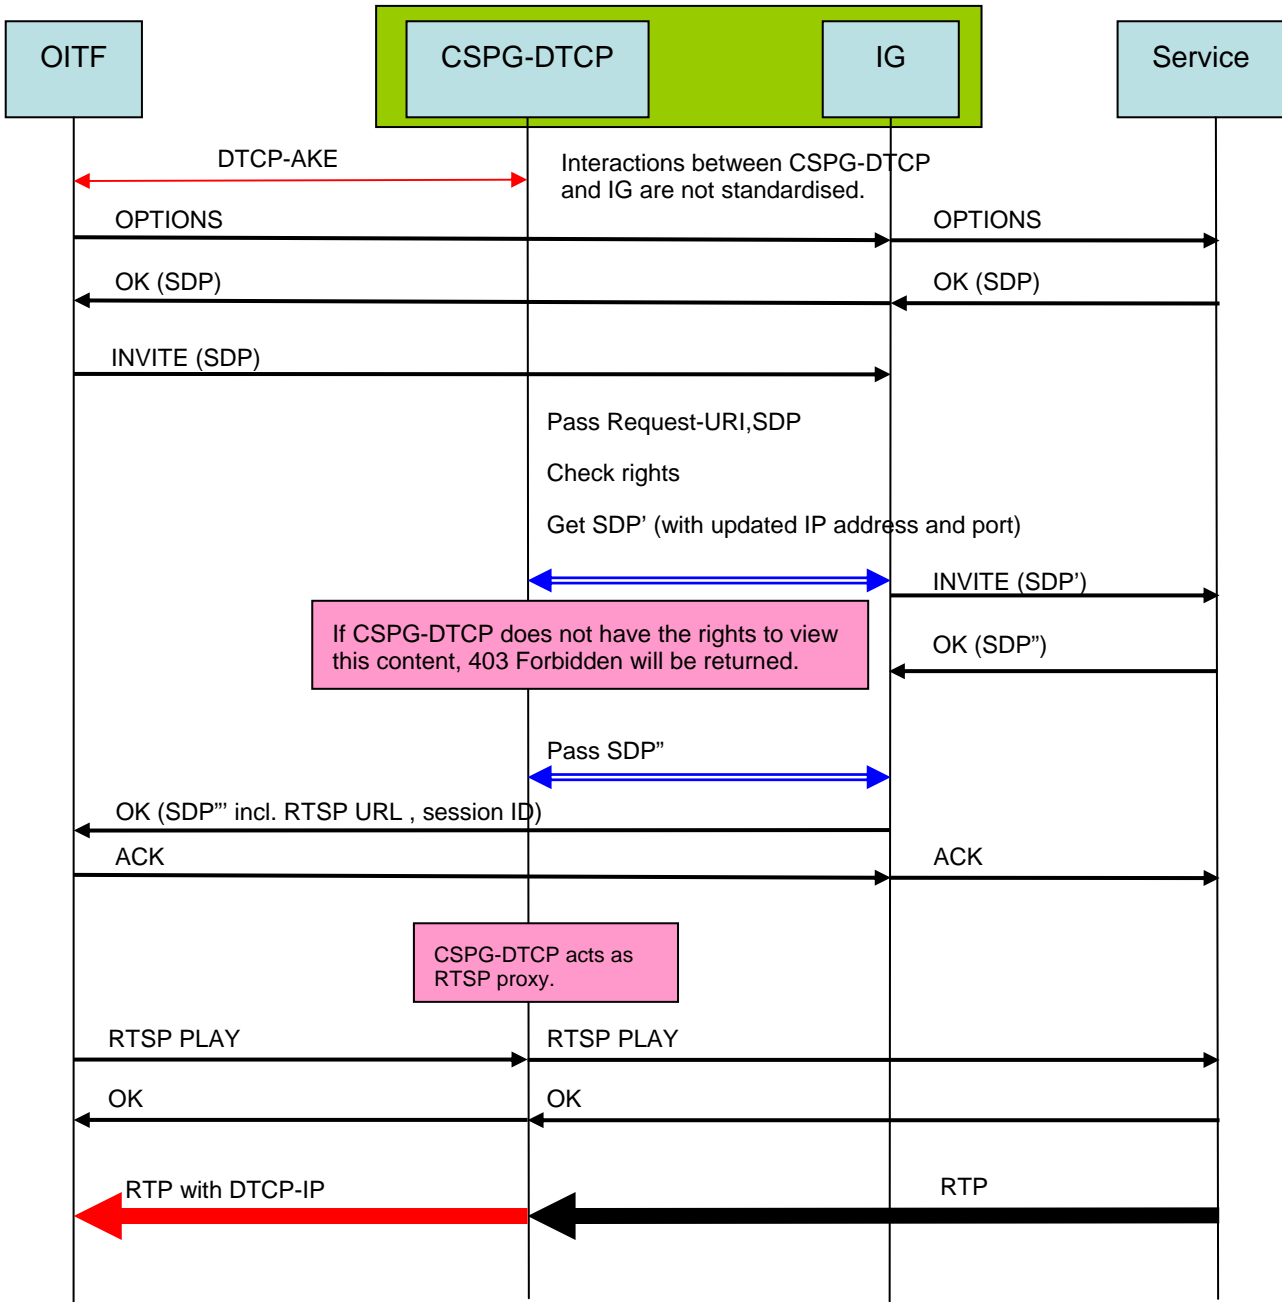 OITF
CSPG-DTCP
IG
Service
DTCP-AKE
Interactions between CSPG-DTCP
and IG are not standardised.
OPTIONS
OPTIONS
OK (SDP)
OK (SDP)
INVITE (SDP)
Pass Request-URI,SDP
Check rights
Get SDP’ (with updated IP address and port)
INVITE (SDP’)
If CSPG-DTCP does not have the rights to view
this content, 403 Forbidden will be returned.
OK (SDP”)
Pass SDP”
OK (SDP”’ incl. RTSP URL , session ID)
ACK
ACK
CSPG-DTCP acts as
RTSP proxy.
RTSP PLAY
RTSP PLAY
OK
OK
RTP with DTCP-IP
RTP